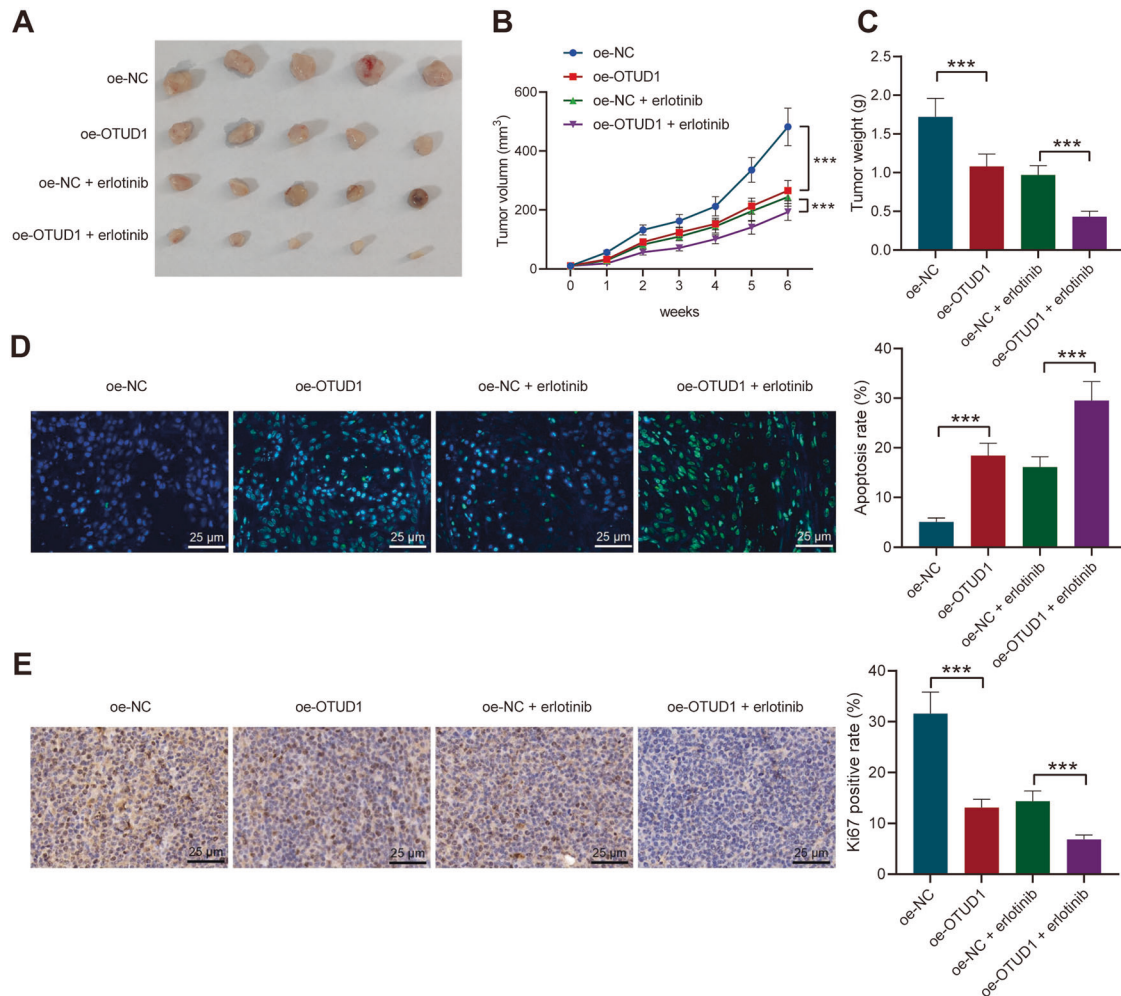 A
oe-NC
oe-OTUD1
oe-NC + erlotinib
oe-OTUD1 + erlotinib
B
oe-NC
oe-OTUD1
oe-NC + erlotinib
oe-OTUD1 + erlotinib
Tumor volumn (mm³)
600
400
200
0
0 1 2 3 4 5 6
weeks
***
***
C
Tumor weight (g)
2.5
2.0
1.5
1.0
0.5
0.0
***
***
oe-NC
oe-OTUD1
oe-NC + erlotinib
oe-OTUD1 + erlotinib
D
oe-NC oe-OTUD1 oe-NC + erlotinib oe-OTUD1 + erlotinib
25 µm 25 µm 25 µm 25 µm
Apoptosis rate (%)
40
30
20
10
0
***
***
oe-NC
oe-OTUD1
oe-NC + erlotinib
oe-OTUD1 + erlotinib
E
oe-NC oe-OTUD1 oe-NC + erlotinib oe-OTUD1 + erlotinib
25 µm 25 µm 25 µm 25 µm
Ki67 positive rate (%)
40
30
20
10
0
***
***
oe-NC
oe-OTUD1
oe-NC + erlotinib
oe-OTUD1 + erlotinib